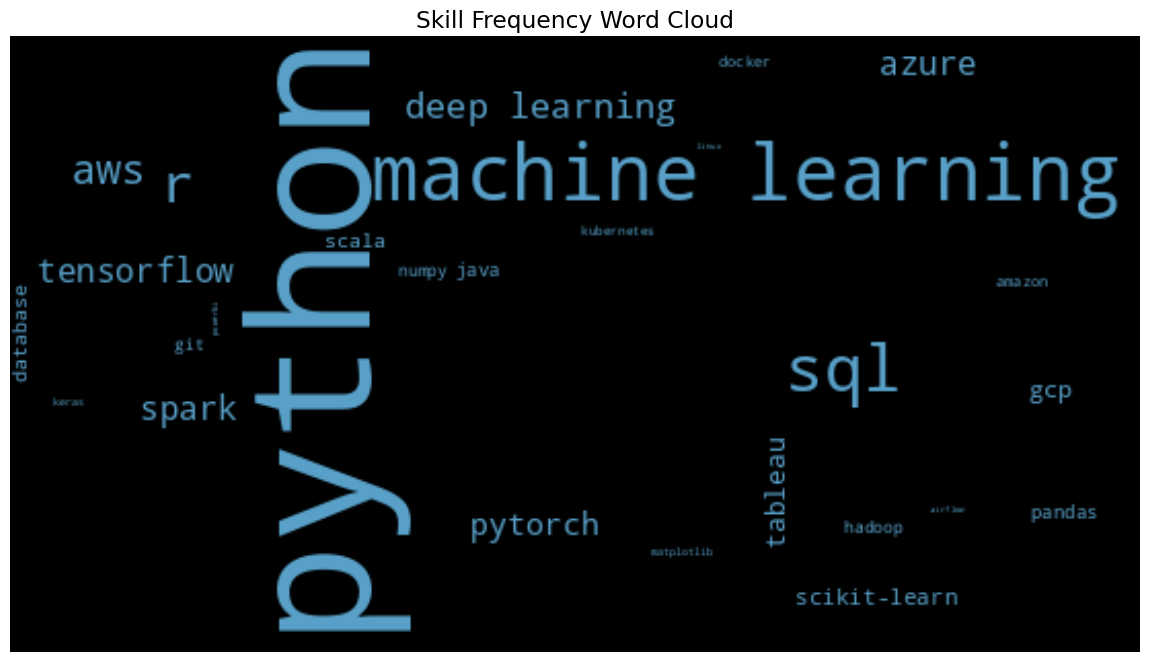 Skill Frequency Word Cloud
docker
azure
deep learning
linux
machine learning
aws
r
python
kubernetes
scala
tensorflow
numpy
java
amazon
database
powerbi
git
sql
gcp
keras
spark
tableau
pytorch
hadoop
airflow
pandas
matplotlib
scikit-learn